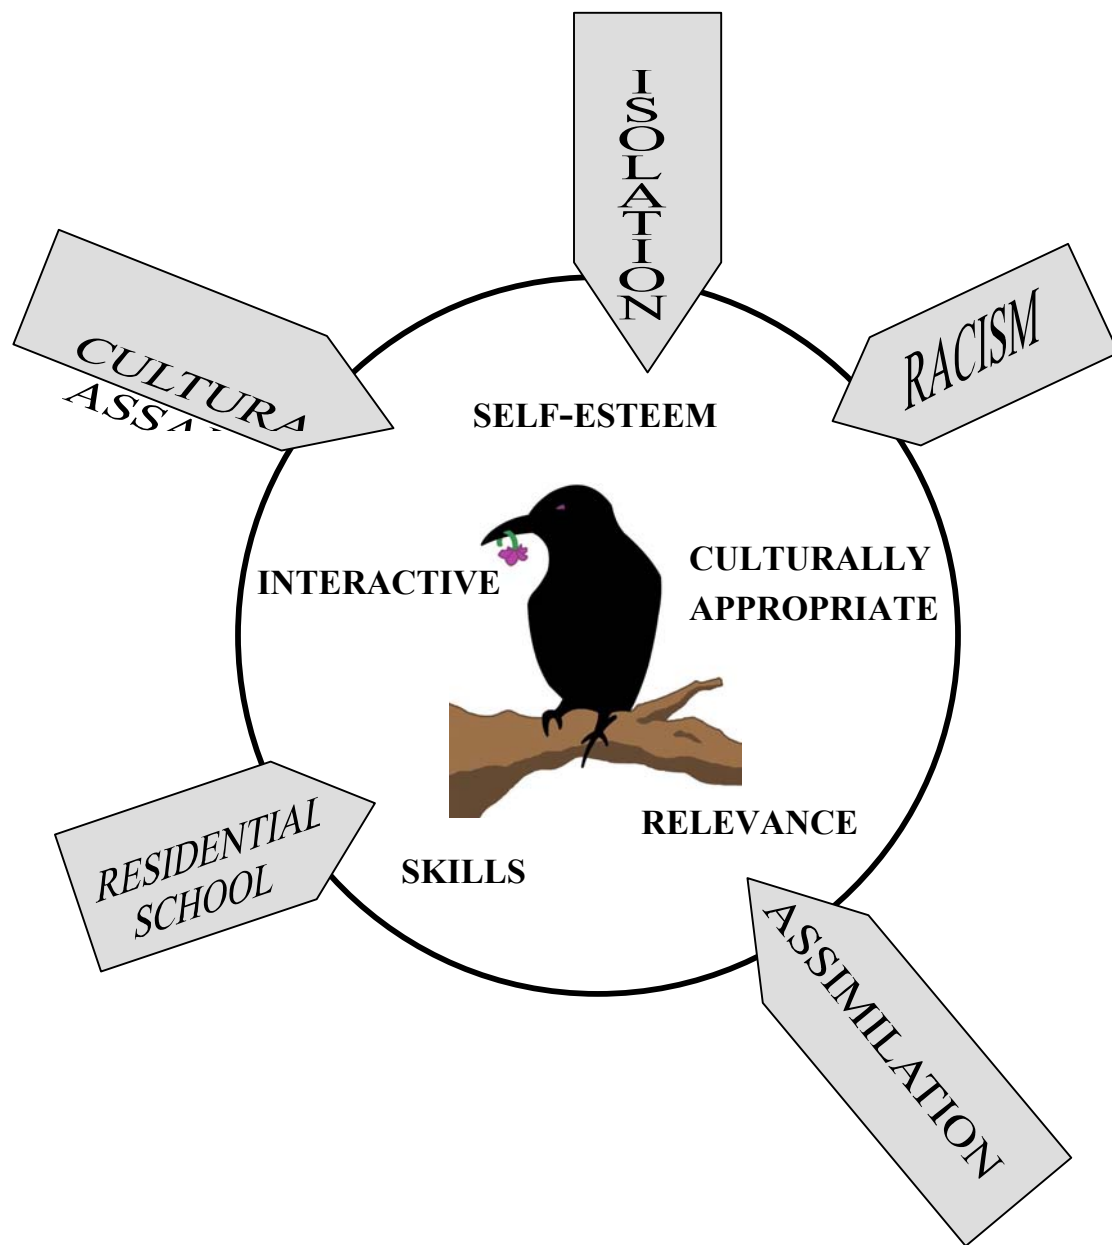 ISOLATION
RACISM
CULTURA
SELF-ESTEEM
INTERACTIVE
CULTURALLY
APPROPRIATE
RELEVANCE
SKILLS
RESIDENTIAL
SCHOOL
ASSIMILATION